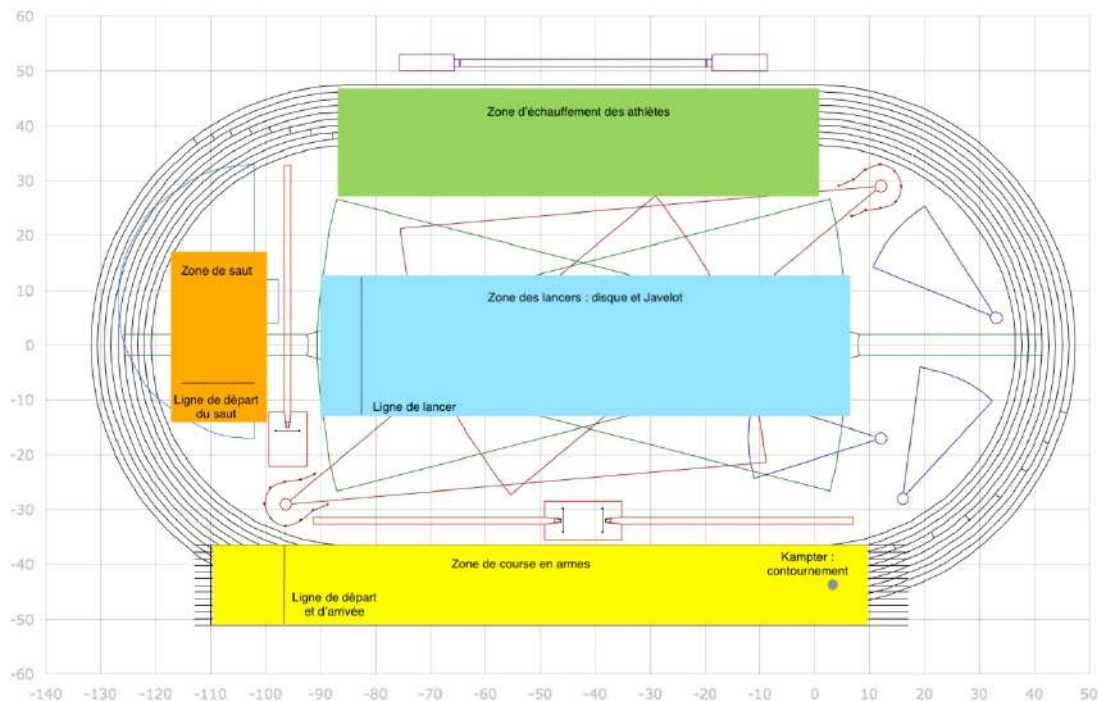 60
50
40
30
20
10
0
-10
-20
-30
-40
-50
-60
Zone d'échauffement des athlètes
Zone de saut
Zone des lancers : disque et Javelot
Ligne de départ
du saut
Ligne de lancer
Zone de course en armes
Kampter :
contournement
Ligne de départ
et d'arrivée
-140 -130 -120 -110 -100 -90 -80 -70 -60 -50 -40 -30 -20 -10 0 10 20 30 40 50